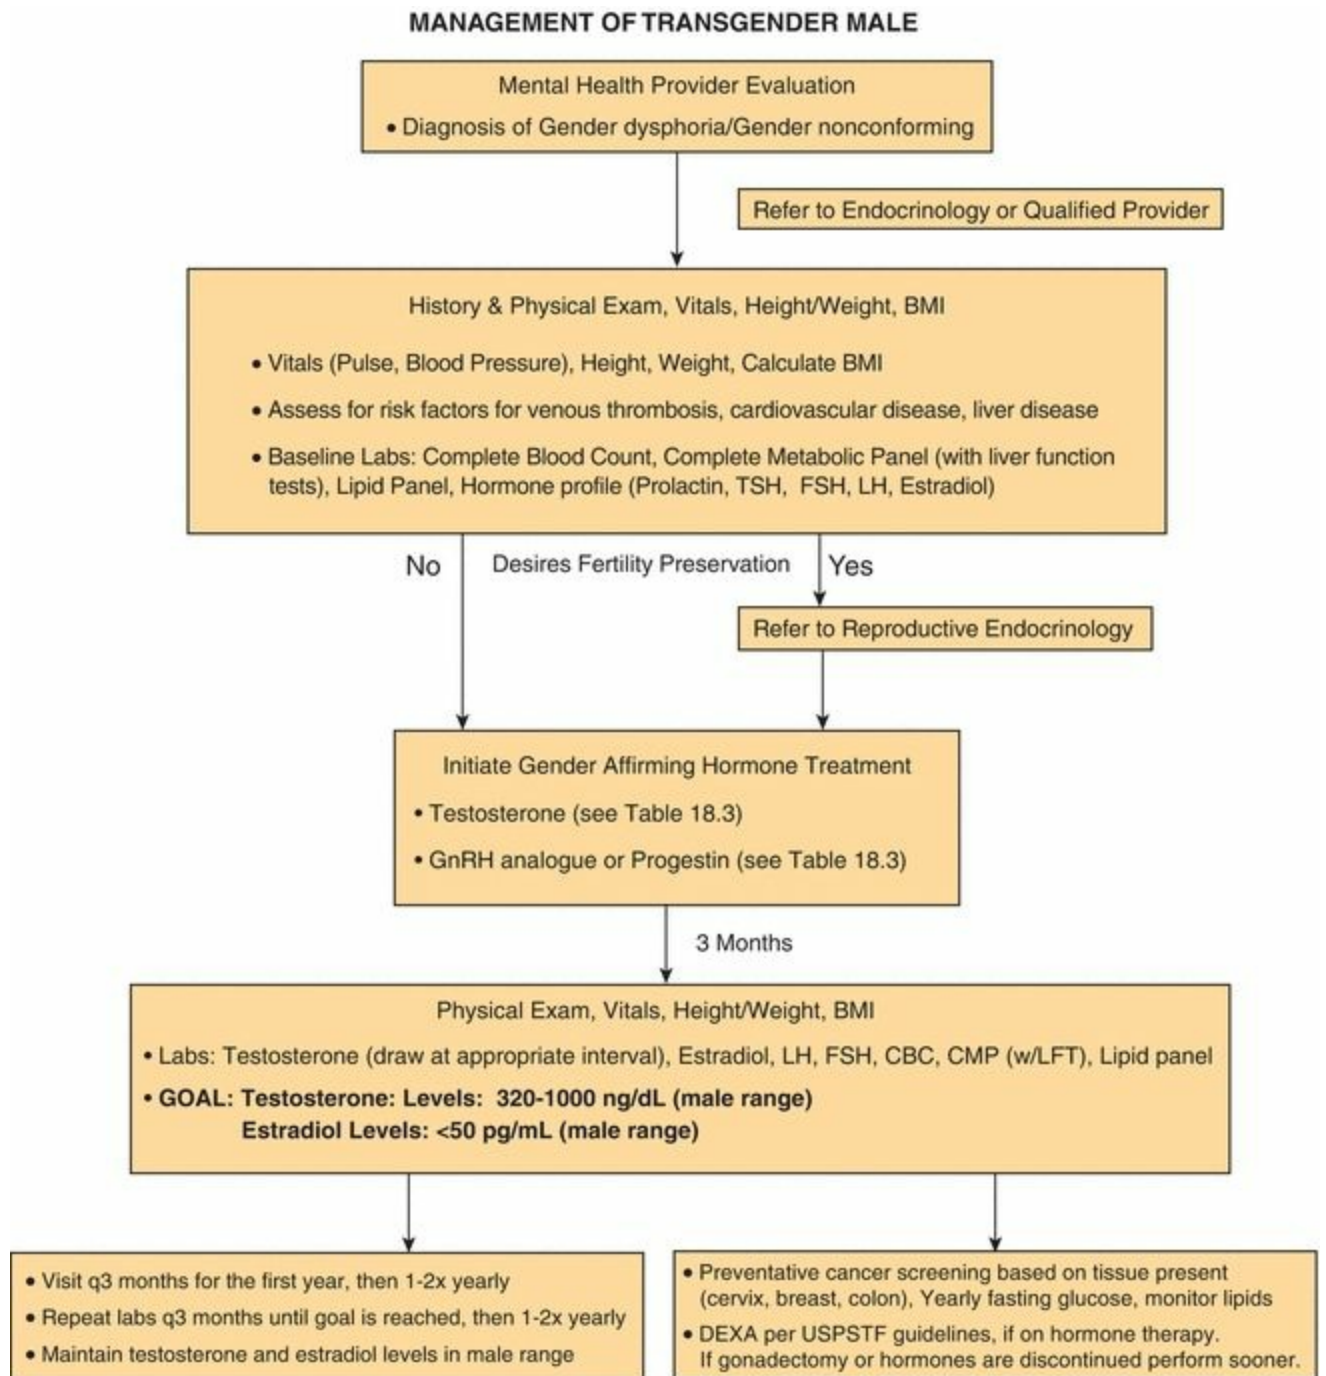 MANAGEMENT OF TRANSGENDER MALE
Mental Health Provider Evaluation
• Diagnosis of Gender dysphoria/Gender nonconforming
Refer to Endocrinology or Qualified Provider
History & Physical Exam, Vitals, Height/Weight, BMI
• Vitals (Pulse, Blood Pressure), Height, Weight, Calculate BMI
• Assess for risk factors for venous thrombosis, cardiovascular disease, liver disease
• Baseline Labs: Complete Blood Count, Complete Metabolic Panel (with liver function
tests), Lipid Panel, Hormone profile (Prolactin, TSH, FSH, LH, Estradiol)
No
Desires Fertility Preservation
Yes
Refer to Reproductive Endocrinology
Initiate Gender Affirming Hormone Treatment
• Testosterone (see Table 18.3)
• GnRH analogue or Progestin (see Table 18.3)
3 Months
Physical Exam, Vitals, Height/Weight, BMI
• Labs: Testosterone (draw at appropriate interval), Estradiol, LH, FSH, CBC, CMP (w/LFT), Lipid panel
• GOAL: Testosterone: Levels: 320-1000 ng/dL (male range)
Estradiol Levels: <50 pg/mL (male range)
• Visit q3 months for the first year, then 1-2x yearly
• Repeat labs q3 months until goal is reached, then 1-2x yearly
• Maintain testosterone and estradiol levels in male range
• Preventative cancer screening based on tissue present
(cervix, breast, colon), Yearly fasting glucose, monitor lipids
• DEXA per USPSTF guidelines, if on hormone therapy.
If gonadectomy or hormones are discontinued perform sooner.